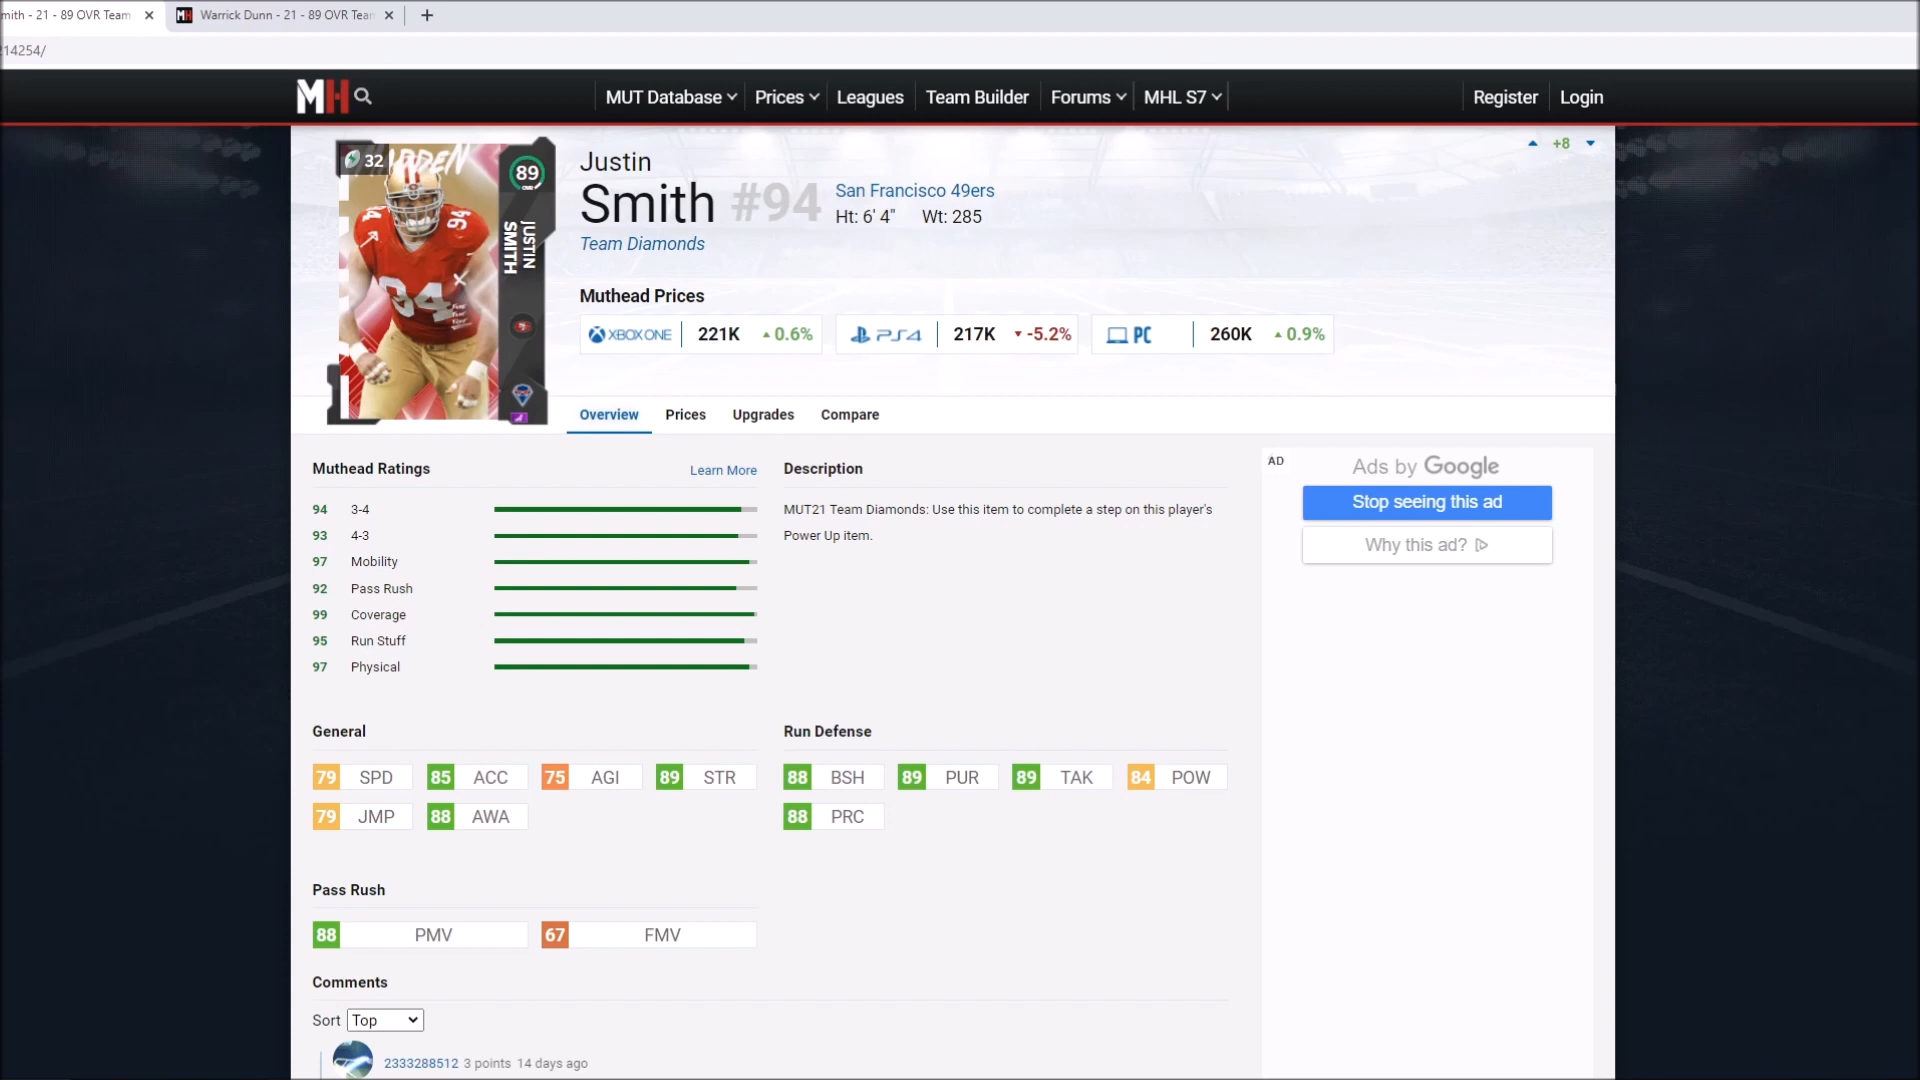 mith - 21 - 89 OVR Team
Warrick Dunn - 21 - 89 OVR Tean
14254/
MH
MUT Database
Prices
Leagues
Team Builder
Forums
MHL S7
Register
Login
32
89
OVR
JUSTIN
SMITH
94
94
94
Justin
Smith #94
San Francisco 49ers
Ht: 6' 4" Wt: 285
Team Diamonds
+8
Muthead Prices
XBOX ONE 221K 0.6%
PS4 217K -5.2%
PC 260K 0.9%
Overview
Prices
Upgrades
Compare
Muthead Ratings
Learn More
94 3-4
93 4-3
97 Mobility
92 Pass Rush
99 Coverage
95 Run Stuff
97 Physical
Description
MUT21 Team Diamonds: Use this item to complete a step on this player's
Power Up item.
AD
Ads by Google
Stop seeing this ad
Why this ad?
General
79 SPD 85 ACC 75 AGI 89 STR
79 JMP 88 AWA
Run Defense
88 BSH 89 PUR 89 TAK 84 POW
88 PRC
Pass Rush
88 PMV 67 FMV
Comments
Sort Top
2333288512 3 points 14 days ago